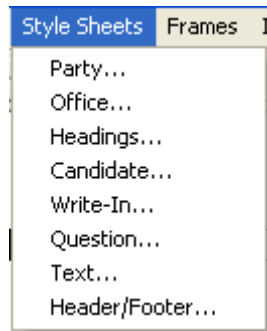 Style Sheets Frames
Party...
Office...
Headings...
Candidate...
Write-In...
Question...
Text...
Header/Footer...